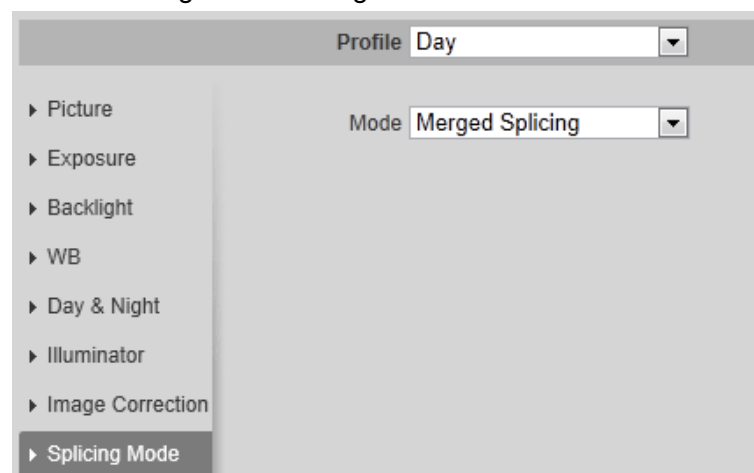 Profile Day
Picture
Mode Merged Splicing
Exposure
Backlight
WB
Day & Night
Illuminator
Image Correction
Splicing Mode